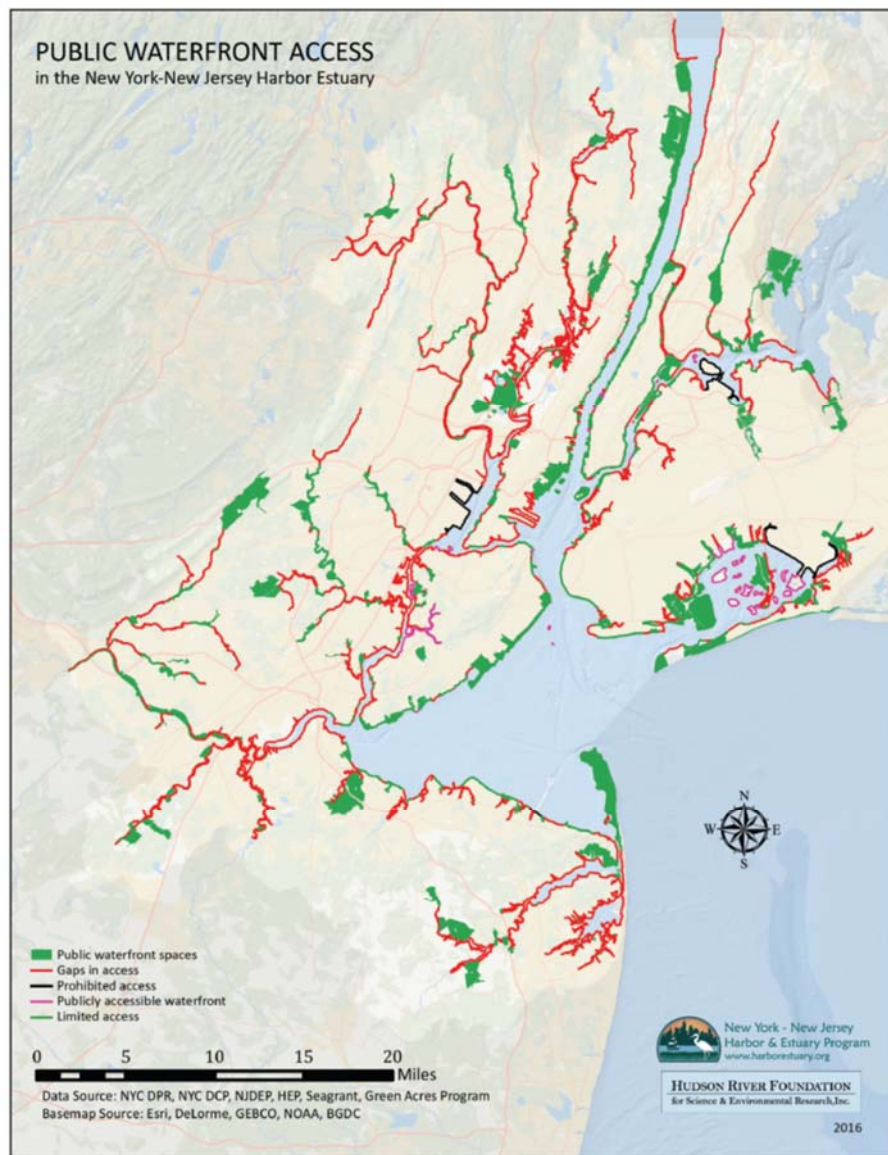 PUBLIC WATERFRONT ACCESS
in the New York-New Jersey Harbor Estuary
N
W
E
S
Public waterfront spaces
Gaps in access
Prohibited access
Publicly accessible waterfront
Limited access
0 5 10 20
Miles
Data Source: NYC DPR, NYC DCP, NJDEP, HEP, Seagrant, Green Acres Program
Basemap Source: Esri, DeLorme, GEBCO, NOAA, BGDC
New York - New Jersey
Harbor & Estuary Program
www.harborestuary.org
HUDSON RIVER FOUNDATION
for Science & Environmental Research, Inc.
2016